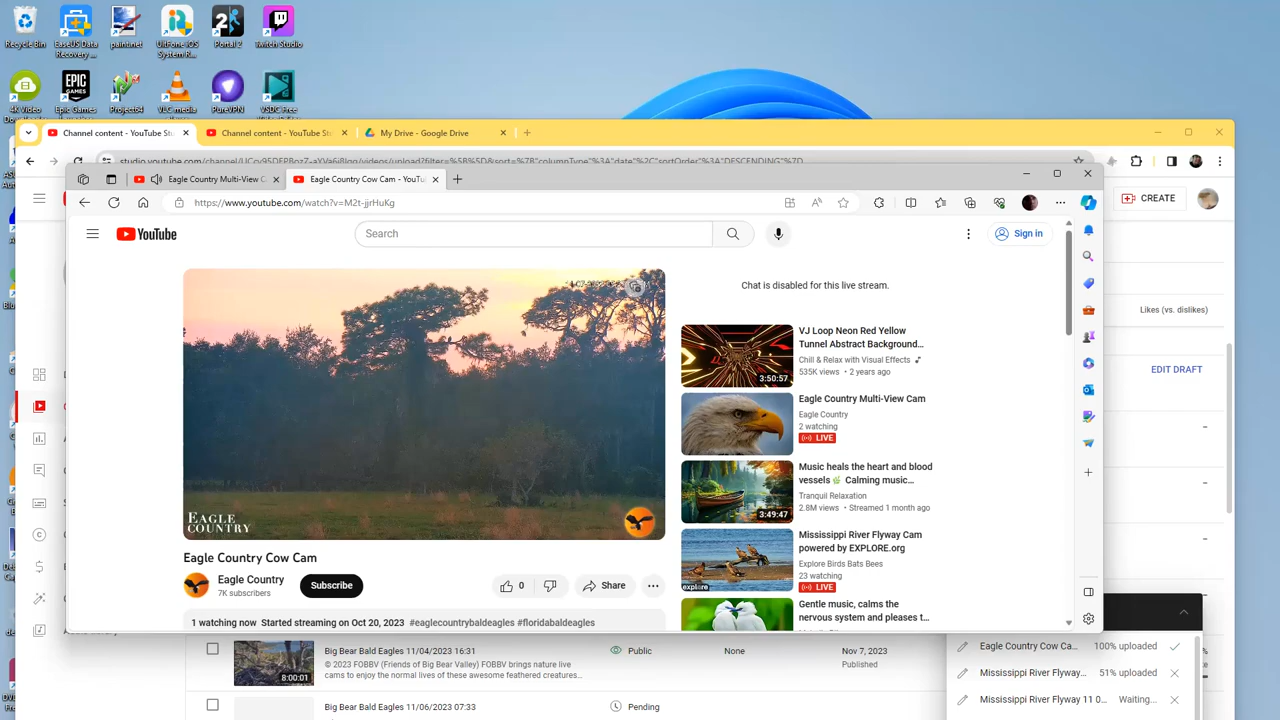 Recycle Bin
EaseUS Data Recovery ...
paint.net
UltFone iOS System R...
Portal 2
Twitch Studio
4K Video
Epic Games
Project64
VLC media
PureVPN
VSDC Free
Channel content - YouTube Stu
Channel content - YouTube Stu
My Drive - Google Drive
studio.youtube.com/channel/
Eagle Country Multi-View C
Eagle Country Cow Cam - YouTu
https://www.youtube.com/watch?v=M2t-jjrHuKg
CREATE
YouTube
Search
Sign in
Chat is disabled for this live stream.
Likes (vs. dislikes)
EDIT DRAFT
VJ Loop Neon Red Yellow
Tunnel Abstract Background...
Chill & Relax with Visual Effects
535K views • 2 years ago
3:50:57
Eagle Country Multi-View Cam
Eagle Country
2 watching
LIVE
Music heals the heart and blood
vessels Calming music...
Tranquil Relaxation
2.8M views • Streamed 1 month ago
3:49:47
Mississippi River Flyway Cam
powered by EXPLORE.org
Explore Birds Bats Bees
23 watching
LIVE
explore
Gentle music, calms the
nervous system and pleases t...
EAGLE
COUNTRY
Eagle Country Cow Cam
Eagle Country
7K subscribers
Subscribe
0
Share
1 watching now Started streaming on Oct 20, 2023 #eaglecountrybaldeagles #floridabaldeagles
Big Bear Bald Eagles 11/04/2023 16:31
© 2023 FOBBV (Friends of Big Bear Valley) FOBBV brings nature live
cams to enjoy the normal lives of these awesome feathered creatures...
8:00:01
Public
None
Nov 7, 2023
Published
Big Bear Bald Eagles 11/06/2023 07:33
Pending
Eagle Country Cow Ca... 100% uploaded
Mississippi River Flyway... 51% uploaded
Mississippi River Flyway 11 0... Waiting...